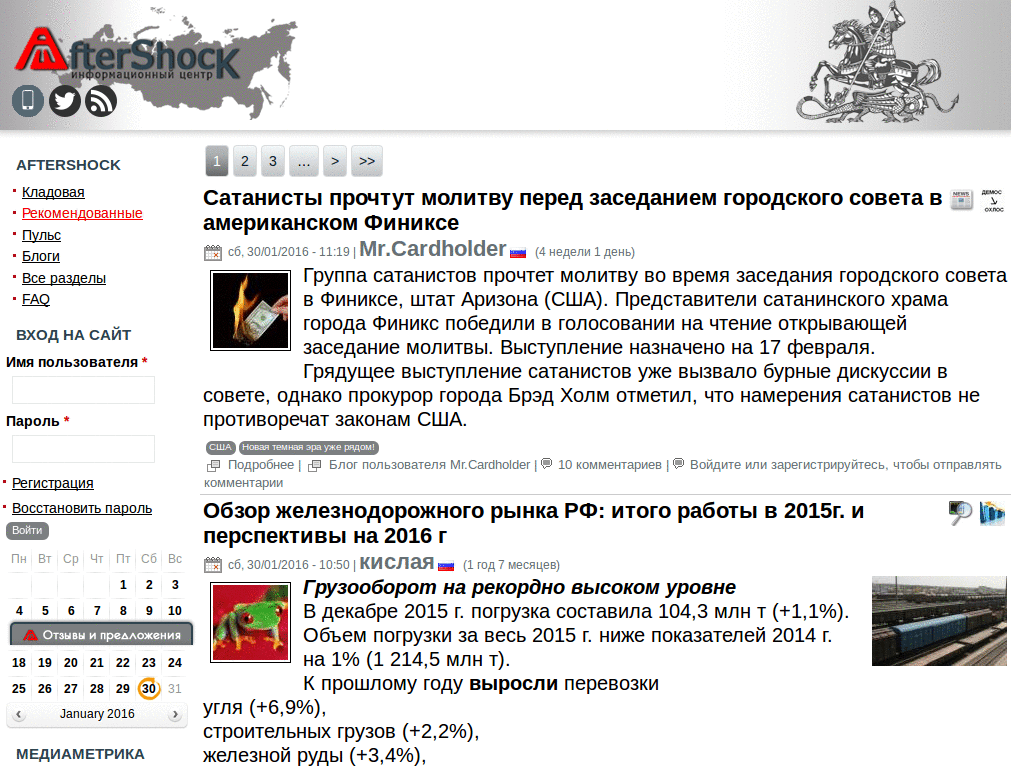 AfterShock
информационный центр
AFTERSHOCK
Кладовая
Рекомендованные
Пульс
Блоги
Все разделы
FAQ
ВХОД НА САЙТ
Имя пользователя *
Пароль *
Регистрация
Восстановить пароль
Войти
Пн Вт Ср Чт Пт Сб Вс
1 2 3
4 5 6 7 8 9 10
Отзывы и предложения
18 19 20 21 22 23 24
25 26 27 28 29 30 31
January 2016
МЕДИАМЕТРИКА
1 2 3 ... > >>
Сатанисты прочтут молитву перед заседанием городского совета в
американском Финиксе
NEWS
ДЕМОС
ОХЛОС
сб, 30/01/2016 - 11:19 | Mr.Cardholder (4 недели 1 день)
Группа сатанистов прочтет молитву во время заседания городского совета
в Финиксе, штат Аризона (США). Представители сатанинского храма
города Финикс победили в голосовании на чтение открывающей
заседание молитвы. Выступление назначено на 17 февраля.
Грядущее выступление сатанистов уже вызвало бурные дискуссии в
совете, однако прокурор города Брэд Холм отметил, что намерения сатанистов не
противоречат законам США.
США Новая темная эра уже рядом!
Подробнее | Блог пользователя Mr.Cardholder | 10 комментариев | Войдите или зарегистрируйтесь, чтобы отправлять
комментарии
Обзор железнодорожного рынка РФ: итого работы в 2015г. и
перспективы на 2016 г
сб, 30/01/2016 - 10:50 | кислая (1 год 7 месяцев)
Грузооборот на рекордно высоком уровне
В декабре 2015 г. погрузка составила 104,3 млн т (+1,1%).
Объем погрузки за весь 2015 г. ниже показателей 2014 г.
на 1% (1 214,5 млн т).
К прошлому году выросли перевозки
угля (+6,9%),
строительных грузов (+2,2%),
железной руды (+3,4%),